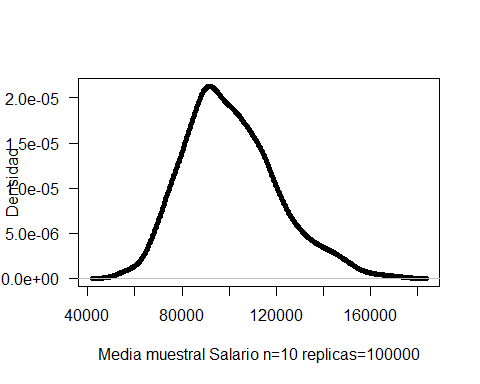 Densidad
2.0e-05
1.5e-05
1.0e-05
5.0e-06
0.0e+00
40000 80000 120000 160000
Media muestral Salario n=10 replicas=100000